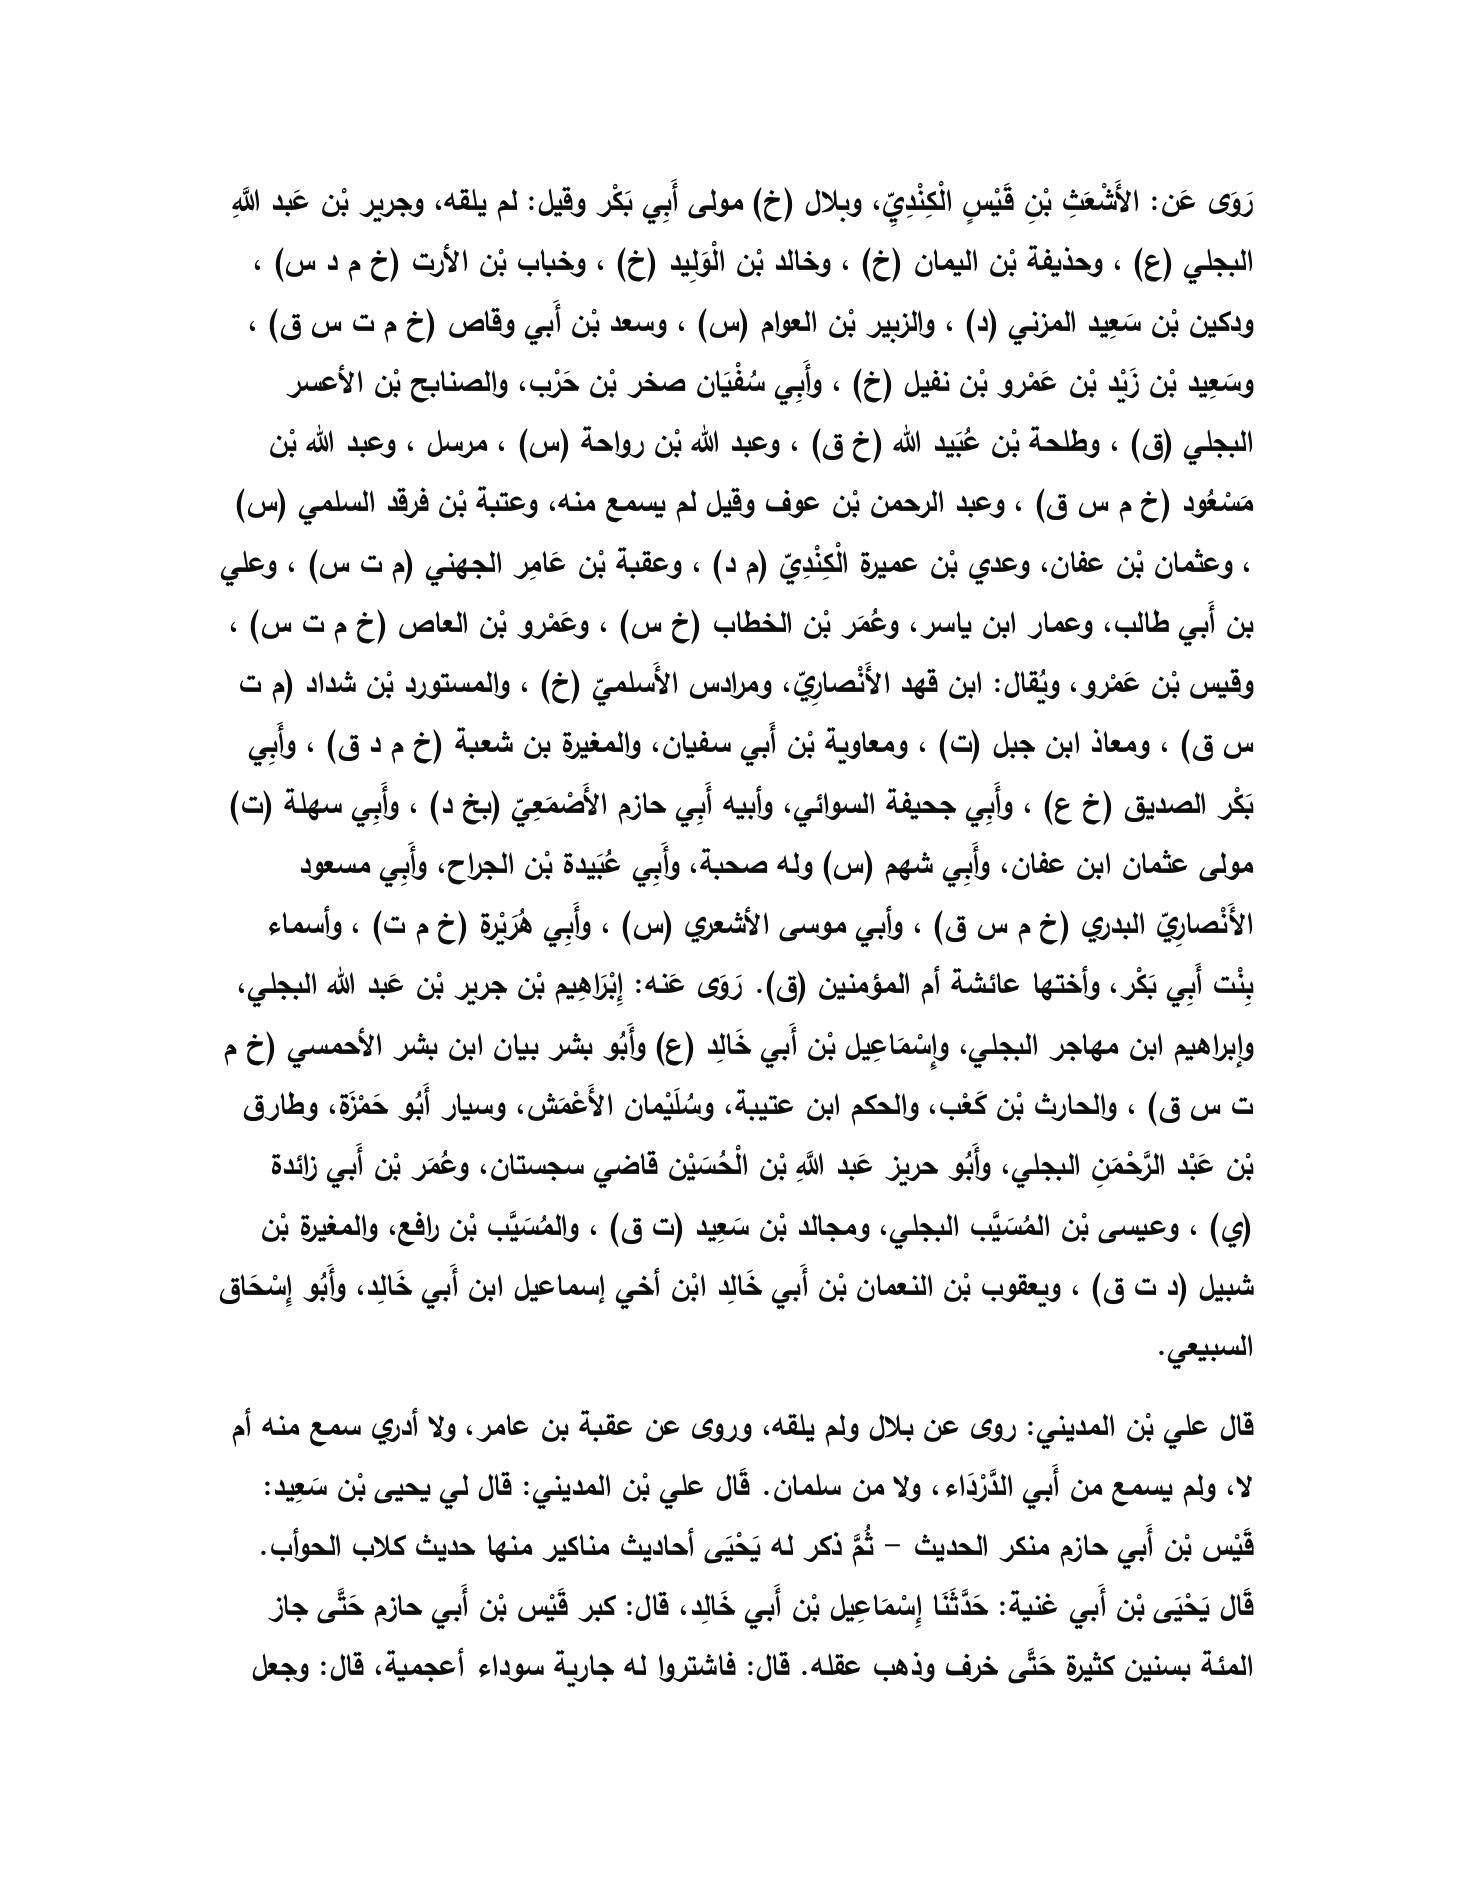 رَوَى عَن: الأَشْعَثِ بْنِ قَيْسٍ الْكِنْدِيِّ، وبلال (خ) مولى أَبِي بَكْر وقيل: لم يلقه، وجرير بْن عَبد اللَّهِ
البجلي (ع) ، وحذيفة بْن اليمان (خ) ، وخالد بْن الْوَلِيد (خ) ، وخباب بْن الأرت (خ م د س) ،
ودكين بْن سَعِيد المزني (د) ، والزبير بْن العوام (س) ، وسعد بْن أَبي وقاص (خ م ت س ق) ،
وسَعِيد بْن زَيْد بْن عَمْرو بْن نفيل (خ) ، وأَبِي سُفْيَان صخر بْن حَرْب، والصنابح بْن الأعسر
البجلي (ق) ، وطلحة بْن عُبَيد الله (خ ق) ، وعبد الله بْن رواحة (س) ، مرسل ، وعبد الله بْن
مَسْعُود (خ م س ق) ، وعبد الرحمن بْن عوف وقيل لم يسمع منه، وعتبة بْن فرقد السلمي (س)
، وعثمان بْن عفان، وعدي بْن عميرة الْكِنْدِيّ (م د) ، وعقبة بْن عَامِر الجهني (م ت س) ، وعلي
بن أَبي طالب، وعمار ابن ياسر، وعُمَر بْن الخطاب (خ س) ، وعَمْرو بْن العاص (خ م ت س) ،
وقيس بْن عَمْرو، ويُقال: ابن قهد الأَنْصارِيّ، ومرادس الأَسلميّ (خ) ، والمستورد بْن شداد (م ت
س ق) ، ومعاذ ابن جبل (ت) ، ومعاوية بْن أَبي سفيان، والمغيرة بن شعبة (خ م د ق) ، وأَبِي
بَكْر الصديق (خ ع) ، وأَبِي جحيفة السوائي، وأبيه أَبِي حازم الأَصْمَعِيّ (بخ د) ، وأَبِي سهلة (ت)
مولى عثمان ابن عفان، وأَبِي شهم (س) وله صحبة، وأَبِي عُبَيدة بْن الجراح، وأَبِي مسعود
الأَنْصارِيّ البدري (خ م س ق) ، وأبي موسى الأشعري (س) ، وأَبِي هُرَيْرة (خ م ت) ، وأسماء
بِنْت أَبِي بَكْر، وأختها عائشة أم المؤمنين (ق). رَوَى عَنه: إِبْرَاهِيم بْن جرير بْن عَبد الله البجلي،
وإبراهيم ابن مهاجر البجلي، وإِسْمَاعِيل بْن أَبي خَالِد (ع) وأَبُو بشر بيان ابن بشر الأحمسي (خ م
ت س ق) ، والحارث بْن كَعْب، والحكم ابن عتيبة، وسُلَيْمان الأَعْمَش، وسيار أَبُو حَمْزَة، وطارق
بْن عَبْد الرَّحْمَنِ البجلي، وأَبُو حريز عَبد اللَّهِ بْن الْحُسَيْن قاضي سجستان، وعُمَر بْن أَبي زائدة
(ي) ، وعيسى بْن المُسَيَّب البجلي، ومجالد بْن سَعِيد (ت ق) ، والمُسَيَّب بْن رافع، والمغيرة بْن
شبيل (د ت ق) ، ويعقوب بْن النعمان بْن أَبي خَالِد ابْن أخي إسماعيل ابن أَبي خَالِد، وأَبُو إِسْحَاق
السبيعي.
قال علي بْن المديني: روى عن بلال ولم يلقه، وروى عن عقبة بن عامر، ولا أدري سمع منه أم
لا، ولم يسمع من أَبي الدَّرْدَاء، ولا من سلمان. قَال علي بْن المديني: قال لي يحيى بْن سَعِيد:
قَيْس بْن أَبي حازم منكر الحديث – ثُمَّ ذكر له يَحْيَى أحاديث مناكير منها حديث كلاب الحوأب.
قَال يَحْيَى بْن أَبي غنية: حَدَّثَنَا إِسْمَاعِيل بْن أَبي خَالِد، قال: كبر قَيْس بْن أَبي حازم حَتَّى جاز
المئة بسنين كثيرة حَتَّى خرف وذهب عقله. قال: فاشتروا له جارية سوداء أعجمية، قال: وجعل